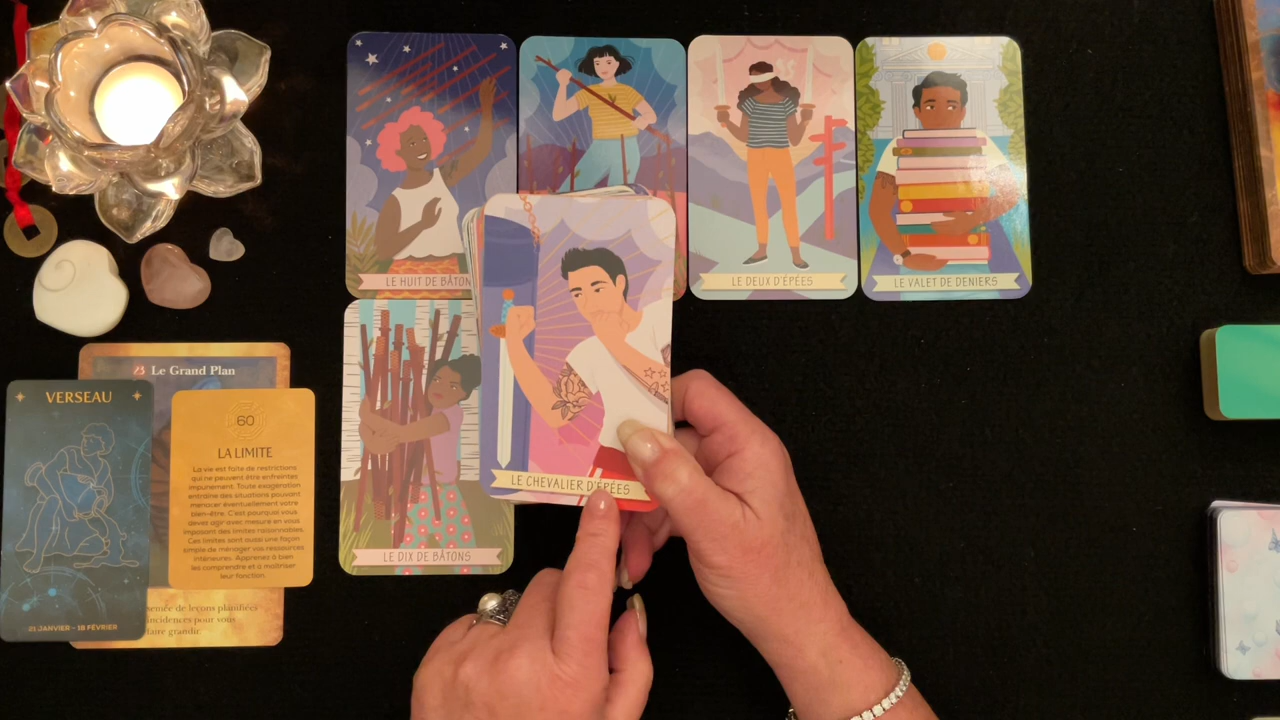 LE HUIT DE BÂTON
LE DEUX D'ÉPÉES
LE VALET DE DENIERS
LE CHEVALIER D'ÉPÉES
LE DIX DE BÂTONS
23 Le Grand Plan
VERSEAU
21 JANVIER - 18 FÉVRIER
60
LA LIMITE
La vie est faite de restrictions
qui ne peuvent être enfreintes
impunément. Toute exagération
entraîne des situations pouvant
menacer éventuellement votre
bien-être. C'est pourquoi vous
devez agir avec mesure en vous
imposant des limites raisonnables.
Ces limites sont aussi une façon
simple de ménager vos ressources
intérieures. Apprenez à bien
les comprendre et à maîtriser
leur fonction.
semée de leçons planifiées
incidences pour vous
faire grandir.